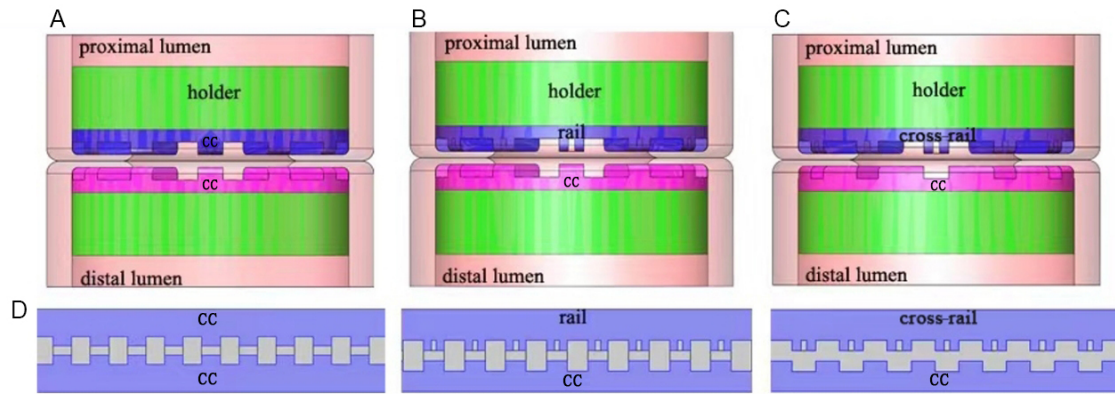 A
proximal lumen
holder
cc
cc
distal lumen
B
proximal lumen
holder
rail
cc
distal lumen
C
proximal lumen
holder
cross-rail
cc
distal lumen
D
cc
cc
rail
cc
cross-rail
cc